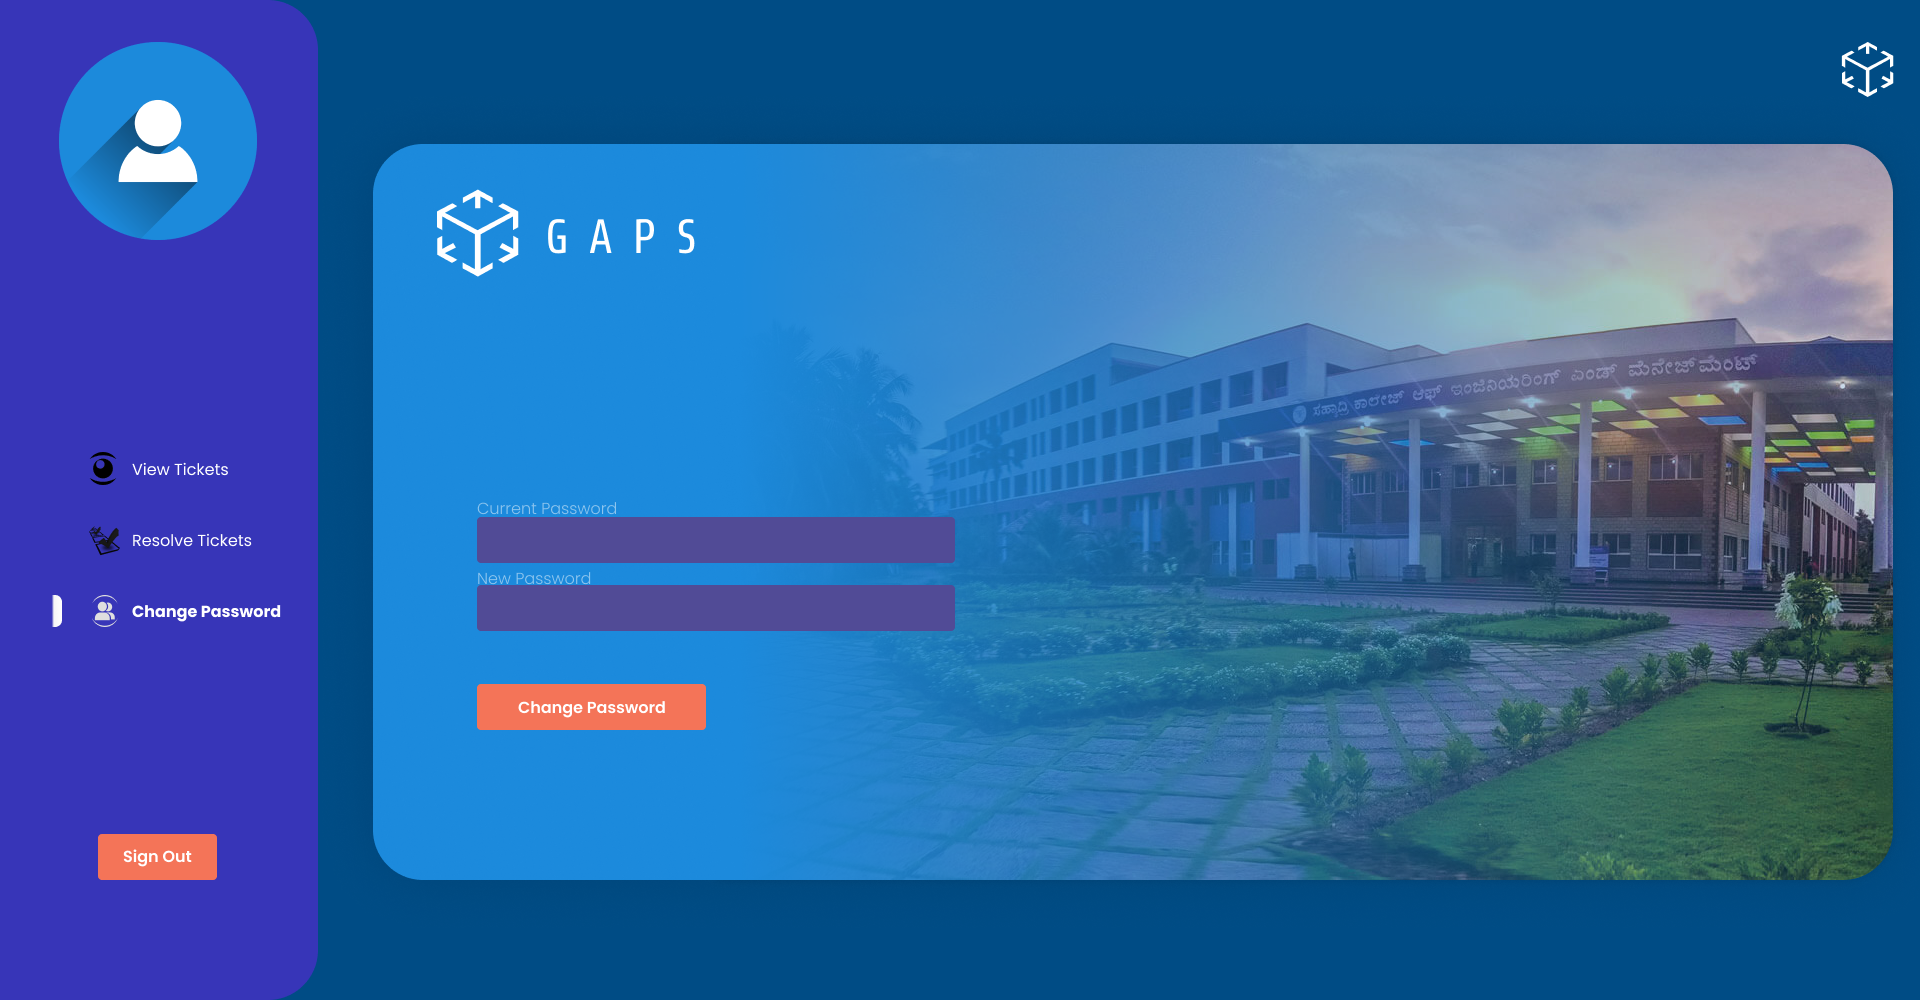 GAPS
View Tickets
Resolve Tickets
Change Password
Sign Out
ಸಹ್ಯಾದ್ರಿ ಕಾಲೇಜ್ ಆಫ್ ಇಂಜಿನಿಯರಿಂಗ್ ಎಂಡ್ ಮೆನೇಜ್‌ಮೆಂಟ್
Current Password
New Password
Change Password